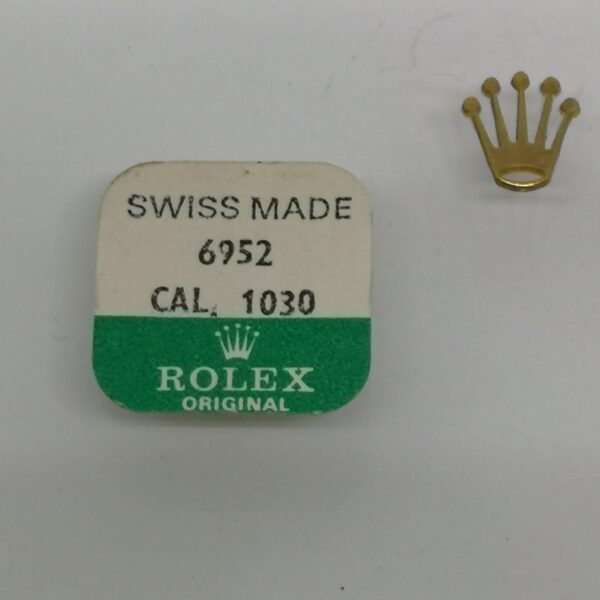 SWISS MADE
6952
CAL. 1030
ROLEX
ORIGINAL